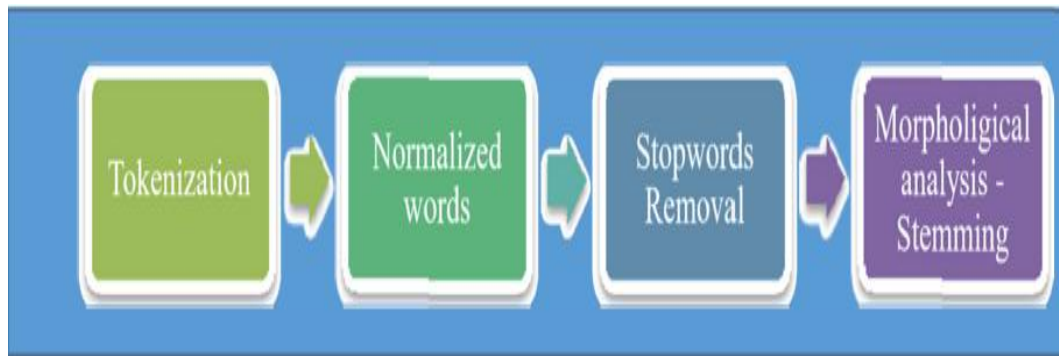 Tokenization
Normalized
words
Stopwords
Removal
Morpholigical
analysis -
Stemming